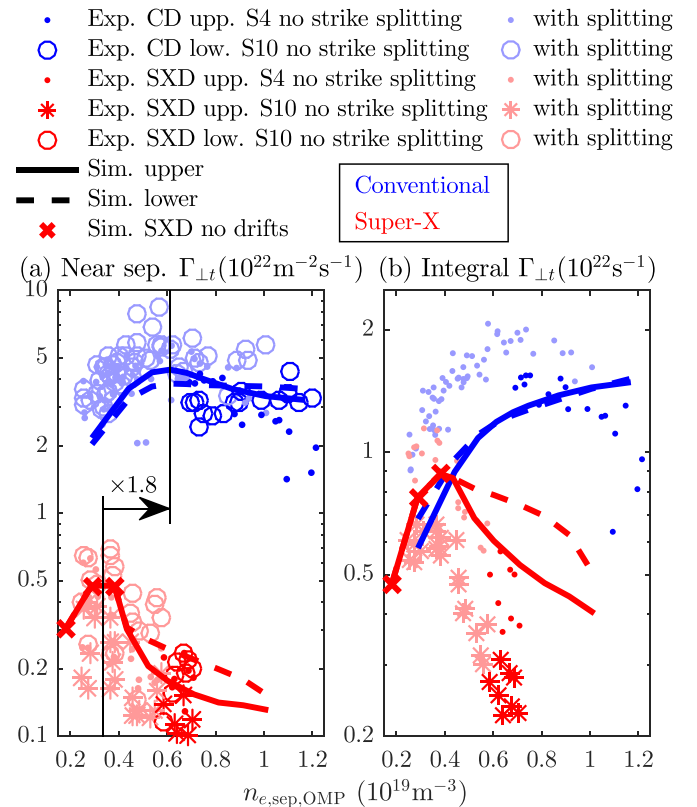 Exp. CD upp. S4 no strike splitting with splitting
Exp. CD low. S10 no strike splitting with splitting
Exp. SXD upp. S4 no strike splitting with splitting
Exp. SXD upp. S10 no strike splitting with splitting
Exp. SXD low. S10 no strike splitting with splitting
Sim. upper
Sim. lower
Sim. SXD no drifts
Conventional
Super-X
(a) Near sep. Γ⊥t(10²²m⁻²s⁻¹)
(b) Integral Γ⊥t(10²²s⁻¹)
10
5
2
1
0.5
0.2
0.1
×1.8
0.2 0.4 0.6 0.8 1.0 1.2
2
1
0.5
0.2
0.2 0.4 0.6 0.8 1.0 1.2
nₑ,sep,OMP (10¹⁹m⁻³)